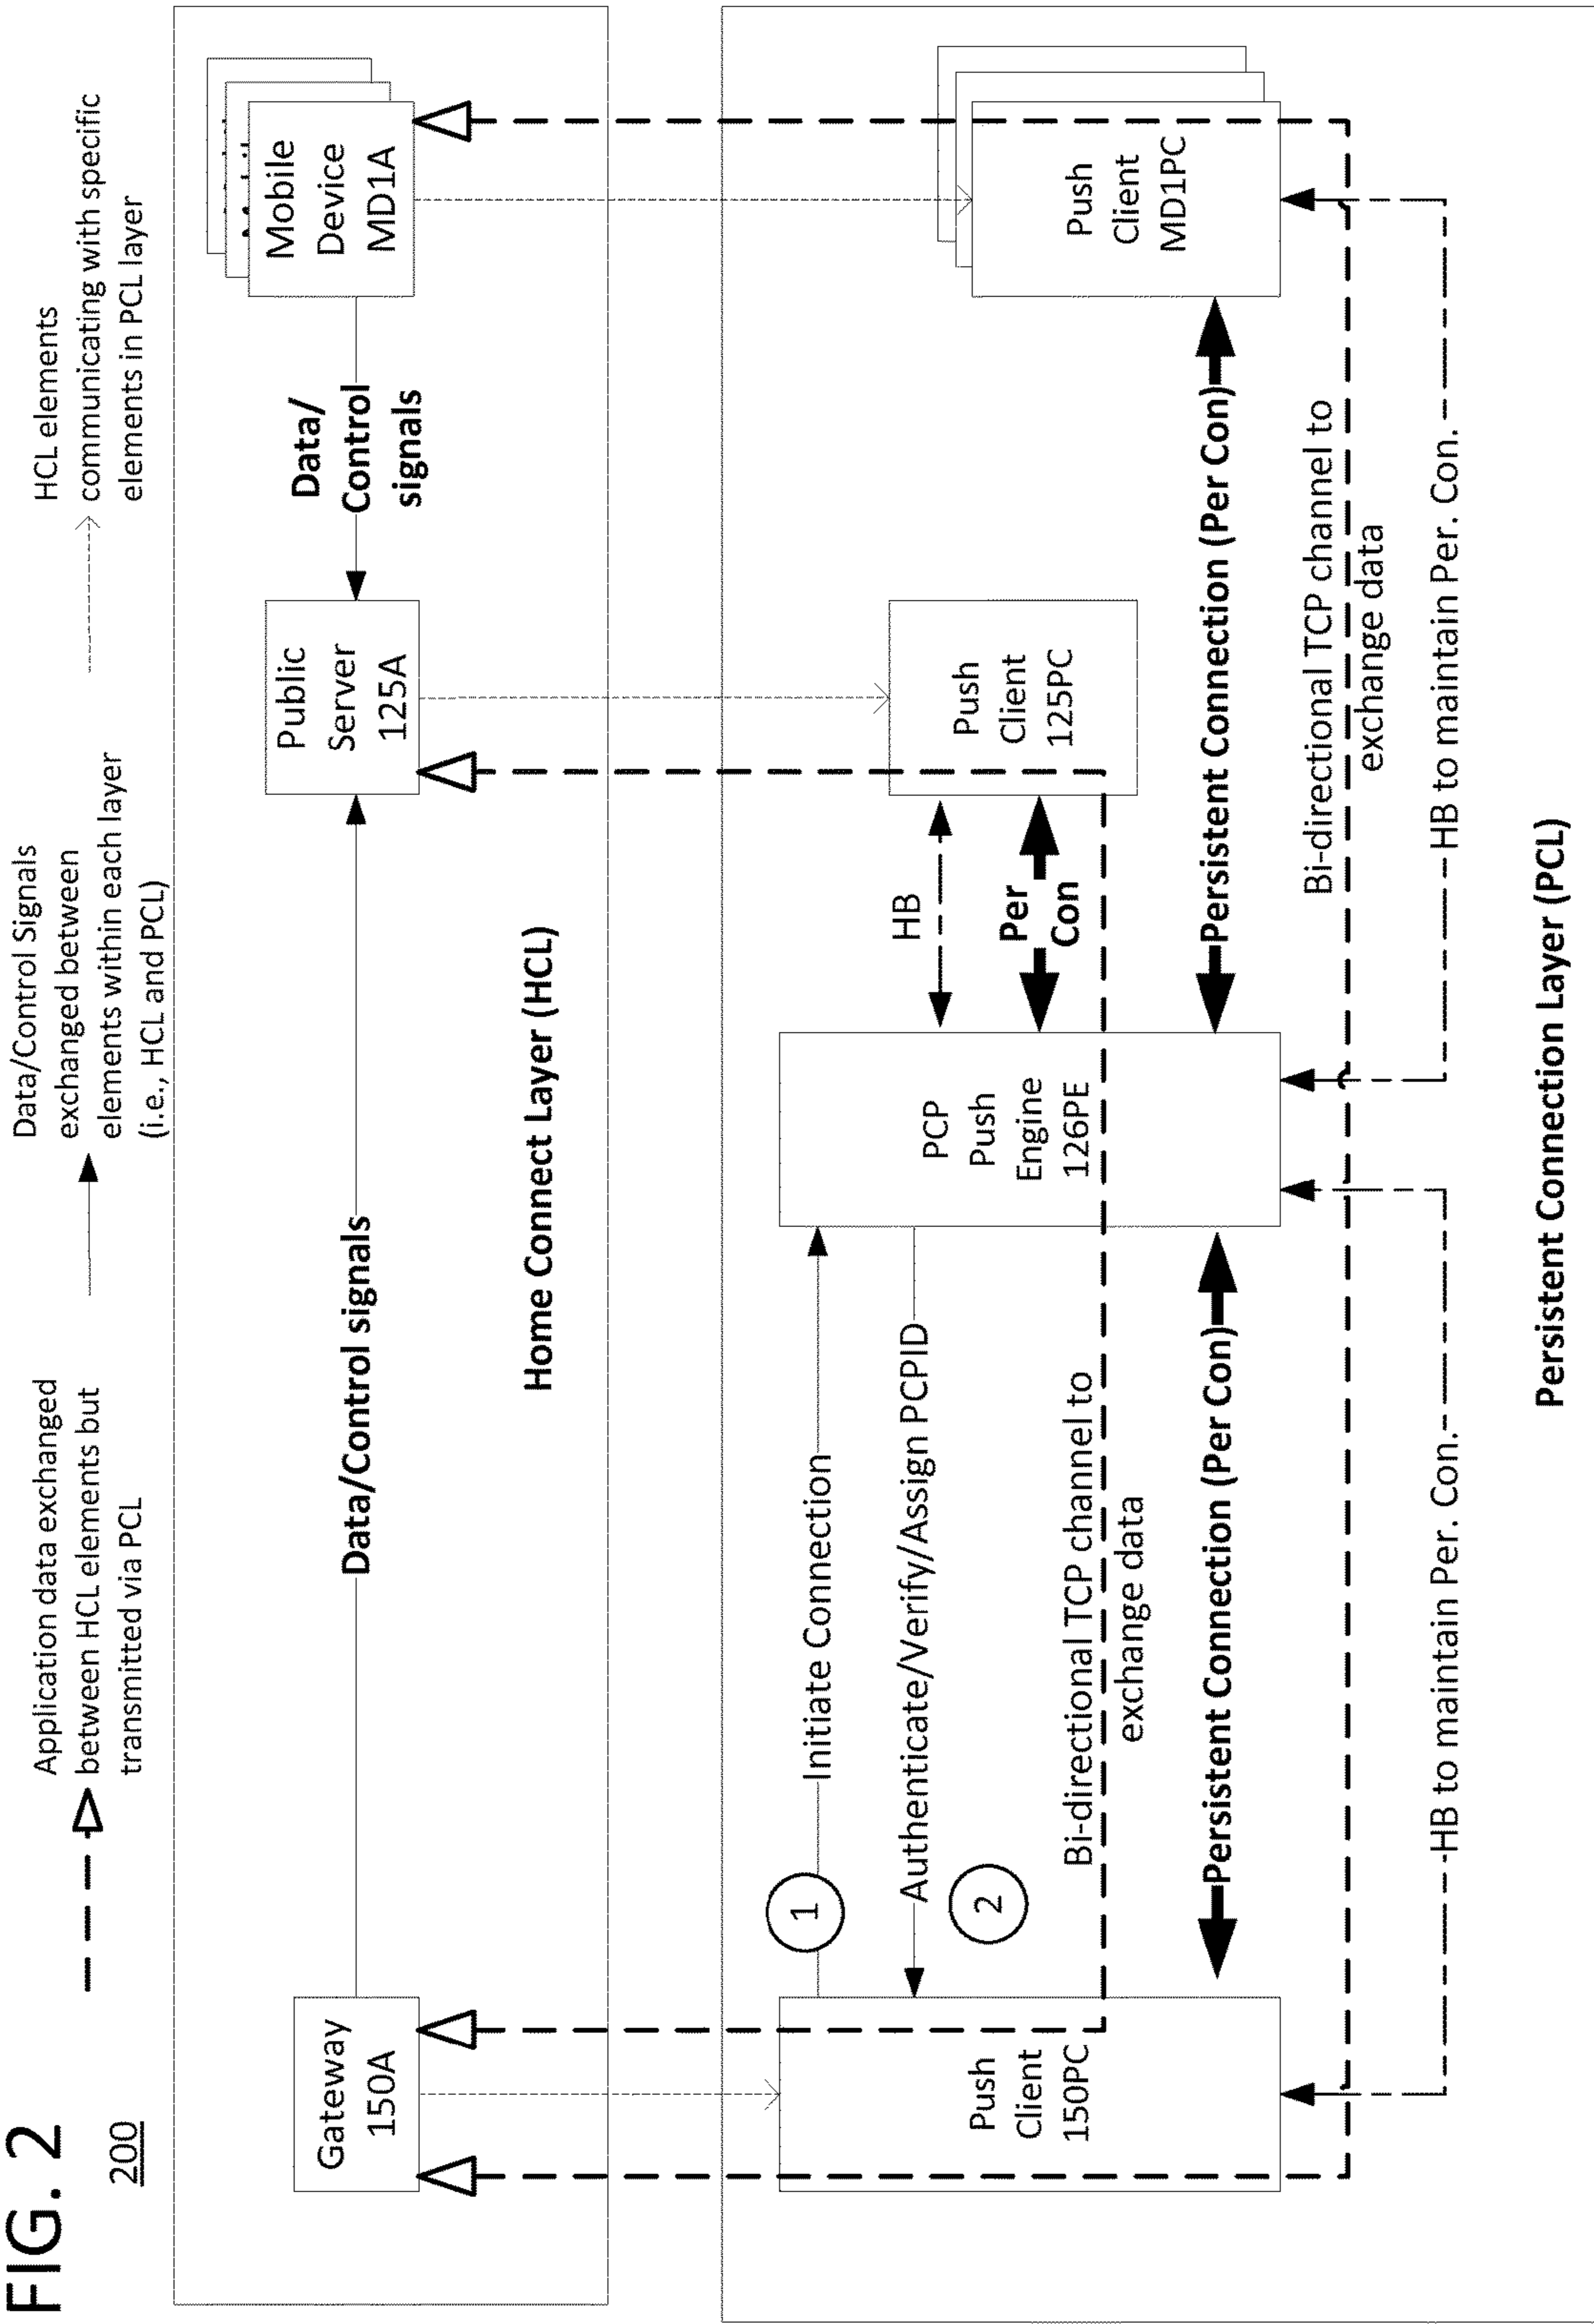 FIG. 2
200
Application data exchanged
between HCL elements but
transmitted via PCL
Data/Control Signals
exchanged between
elements within each layer
(i.e., HCL and PCL)
HCL elements
communicating with specific
elements in PCL layer
Gateway
150A
Data/Control signals
Public
Server
125A
Data/
Control
signals
Mobile
Device
MD1A
Home Connect Layer (HCL)
Push
Client
150PC
1
Initiate Connection
Authenticate/Verify/Assign PCPID
2
Bi-directional TCP channel to
exchange data
Persistent Connection (Per Con)
HB to maintain Per. Con.
PCP
Push
Engine
126PE
HB
Per
Con
Push
Client
125PC
Persistent Connection (Per Con)
Bi-directional TCP channel to
exchange data
HB to maintain Per. Con.
Push
Client
MD1PC
Persistent Connection Layer (PCL)